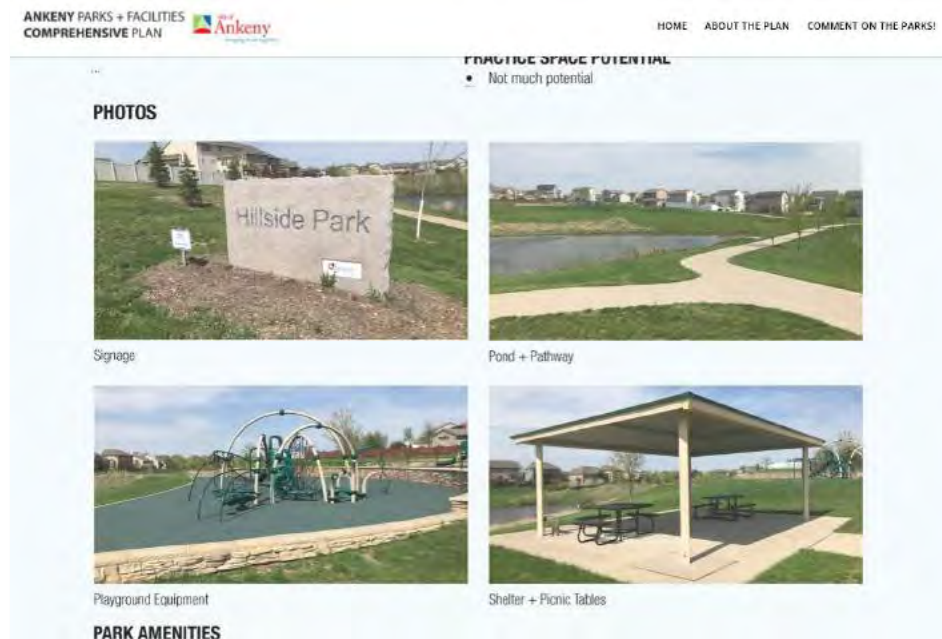 ANKENY PARKS + FACILITIES
COMPREHENSIVE PLAN
Ankeny
HOME ABOUT THE PLAN COMMENT ON THE PARKS!
...
PRACTICE SPACE POTENTIAL
• Not much potential
PHOTOS
Hillside Park
Signage
Pond + Pathway
Playground Equipment
Shelter + Picnic Tables
PARK AMENITIES